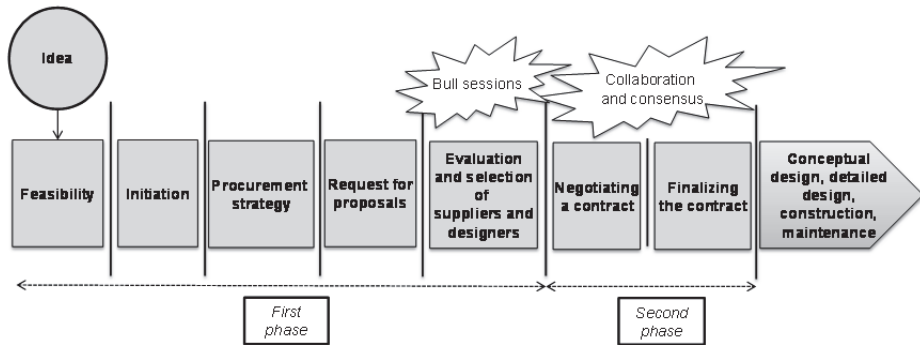 Idea
Bull sessions
Collaboration
and consensus
Feasibility
Initiation
Procurement
strategy
Request for
proposals
Evaluation
and selection
of
suppliers and
designers
Negotiating
a contract
Finalizing
the contract
Conceptual
design, detailed
design,
construction,
maintenance
First
phase
Second
phase